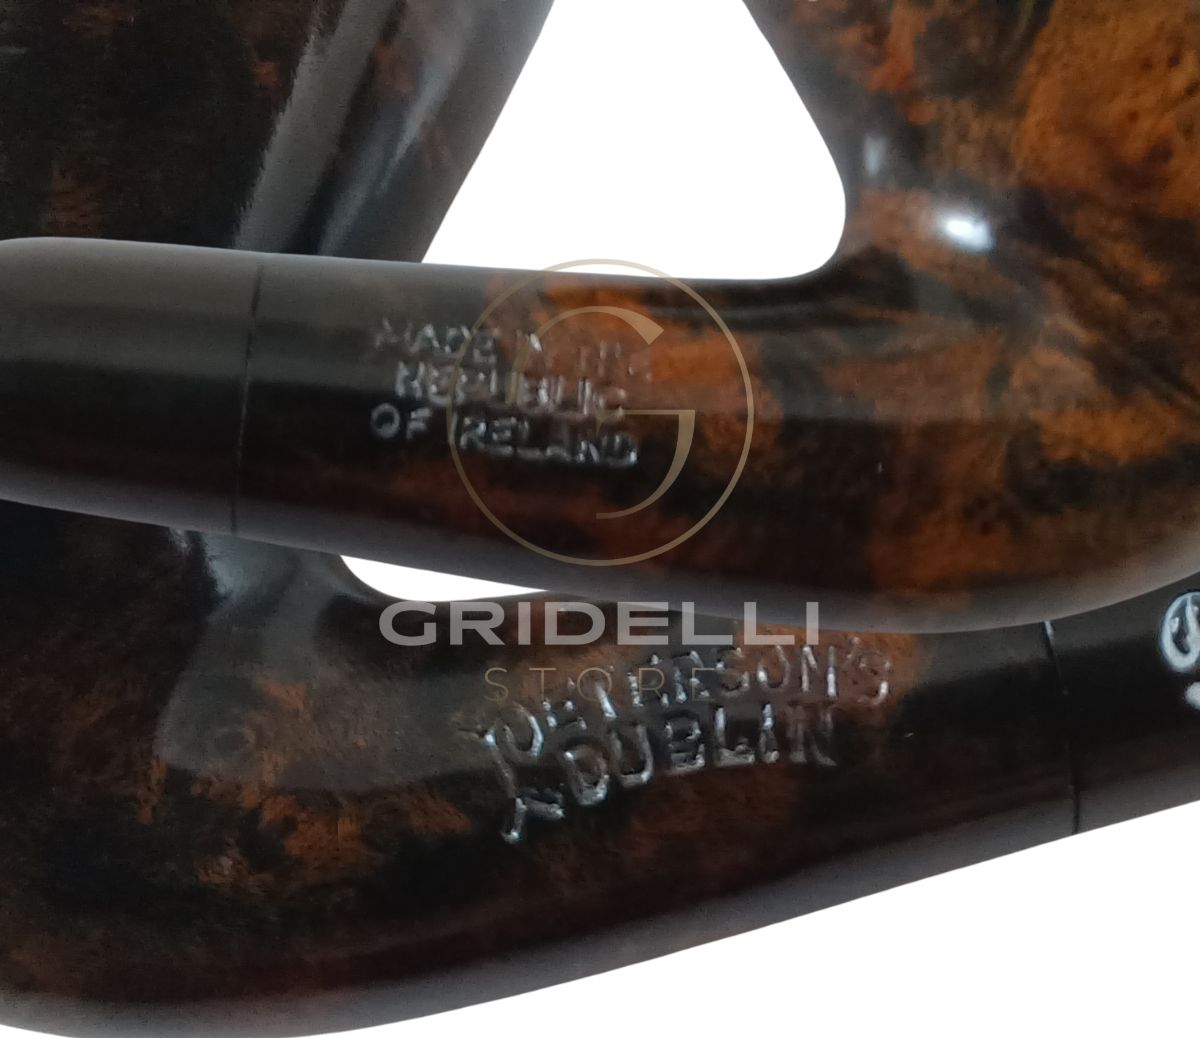 MADE IN THE
REPUBLIC
OF IRELAND
G
GRIDELLI
STORE
PETERSON'S
DUBLIN